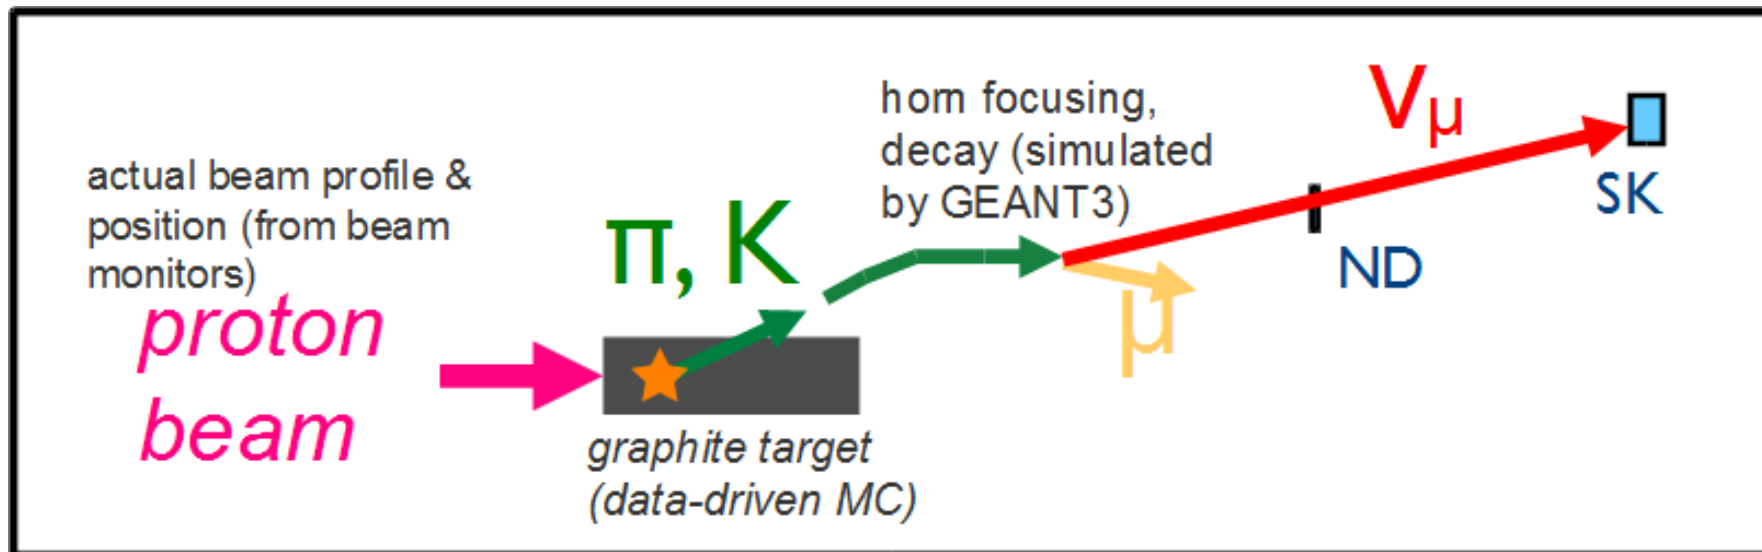 actual beam profile &
position (from beam
monitors)
proton
beam
π, K
graphite target
(data-driven MC)
horn focusing,
decay (simulated
by GEANT3)
μ
νμ
ND
SK